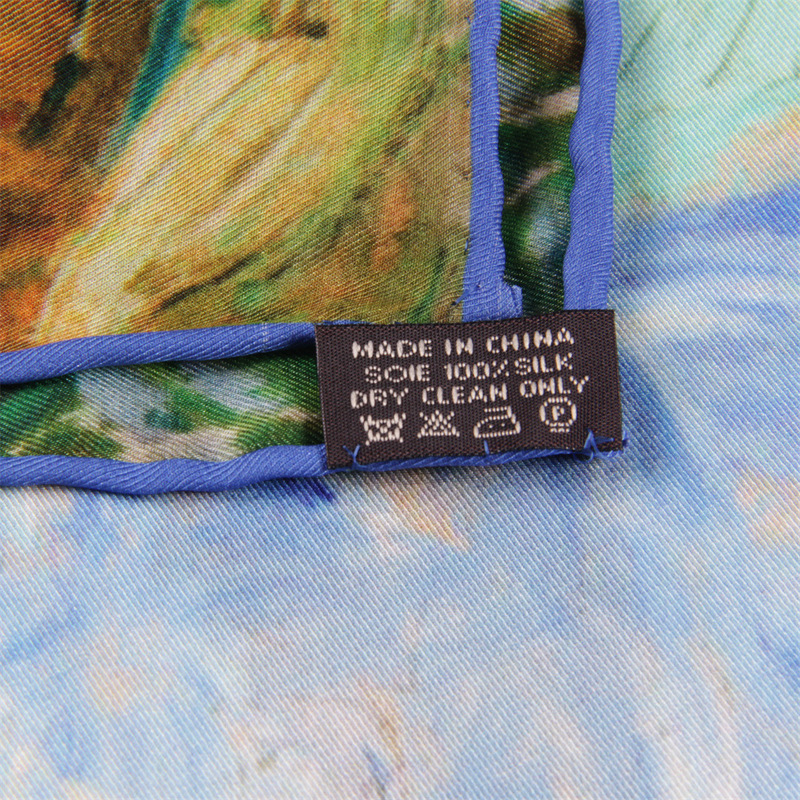 MADE IN CHINA
SOIE 100% SILK
DRY CLEAN ONLY
P